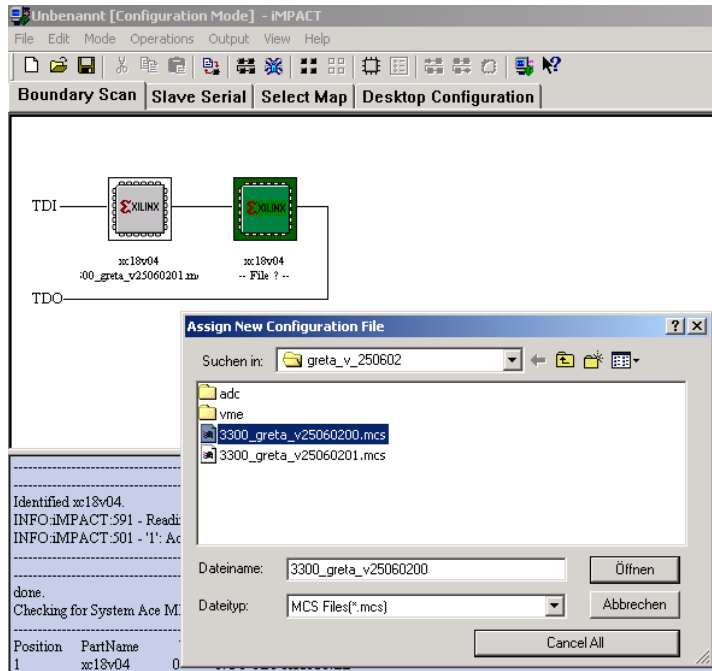 Unbenannt [Configuration Mode] - iMPACT
File Edit Mode Operations Output View Help
Boundary Scan Slave Serial Select Map Desktop Configuration
TDI
XILINX XILINX
xc18v04 xc18v04
00_greta_v25060201.m -- File ? --
TDO
Assign New Configuration File
Suchen in: greta_v_250602
adc
vme
3300_greta_v25060200.mcs
3300_greta_v25060201.mcs
Dateiname: 3300_greta_v25060200 Öffnen
Dateityp: MCS Files(*.mcs) Abbrechen
Cancel All
Identified xc18v04.
INFO:iMPACT:591 - Readi
INFO:iMPACT:501 - '1': Ad
done.
Checking for System Ace M
Position PartName
1 xc18v04 0